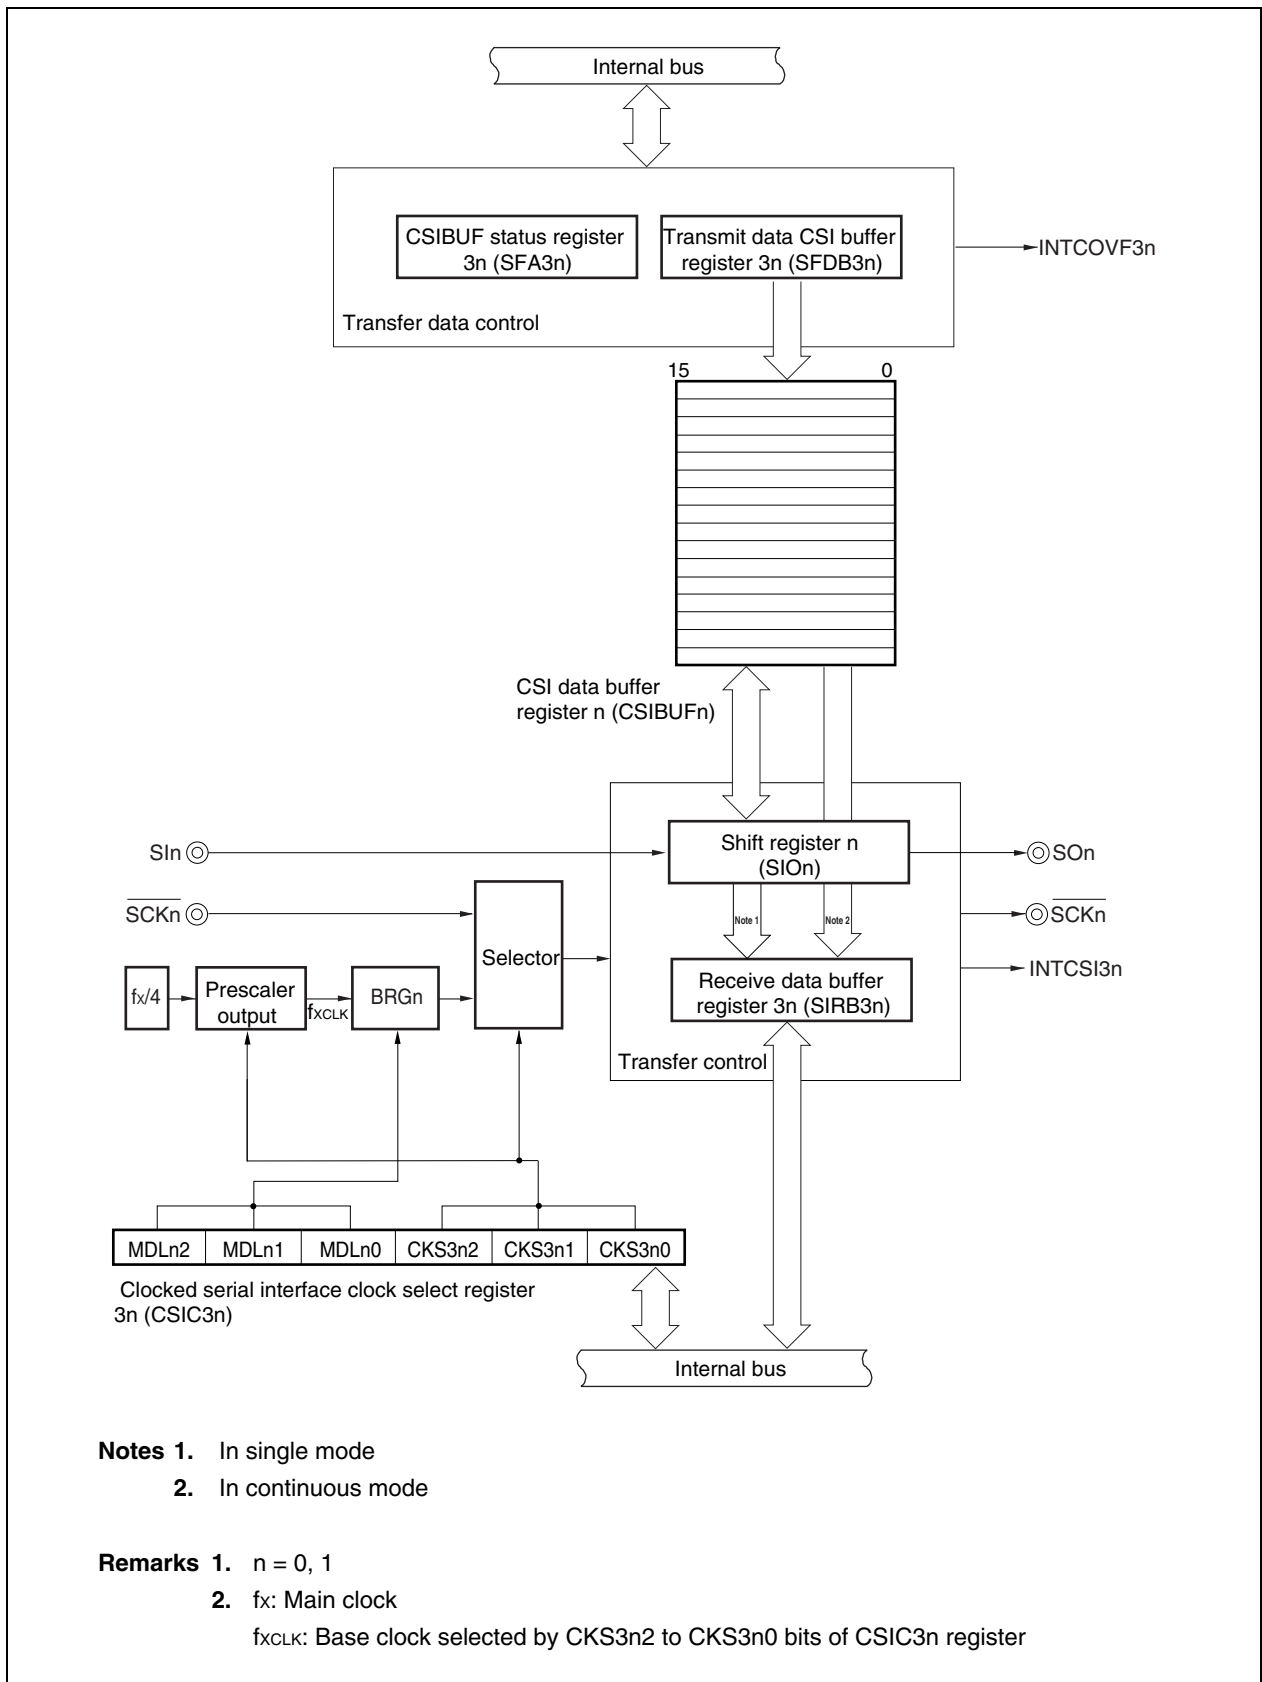 Internal bus
CSIBUF status register
3n (SFA3n)
Transmit data CSI buffer
register 3n (SFDB3n)
INTCOVF3n
Transfer data control
15 0
CSI data buffer
register n (CSIBUFn)
SIn
Shift register n
(SIOn)
SOn
SCKn
SCKn
Note 1
Note 2
Selector
INTCSI3n
fx/4
Prescaler
output
fXCLK
BRGn
Receive data buffer
register 3n (SIRB3n)
Transfer control
MDLn2 MDLn1 MDLn0 CKS3n2 CKS3n1 CKS3n0
Clocked serial interface clock select register
3n (CSIC3n)
Internal bus
Notes 1. In single mode
2. In continuous mode
Remarks 1. n = 0, 1
2. fx: Main clock
fXCLK: Base clock selected by CKS3n2 to CKS3n0 bits of CSIC3n register